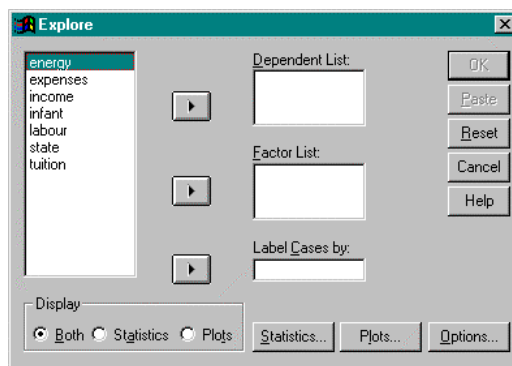 Explore
energy
expenses
income
infant
labour
state
tuition
Dependent List:
Factor List:
Label Cases by:
OK
Paste
Reset
Cancel
Help
Display
Both
Statistics
Plots
Statistics...
Plots...
Options...